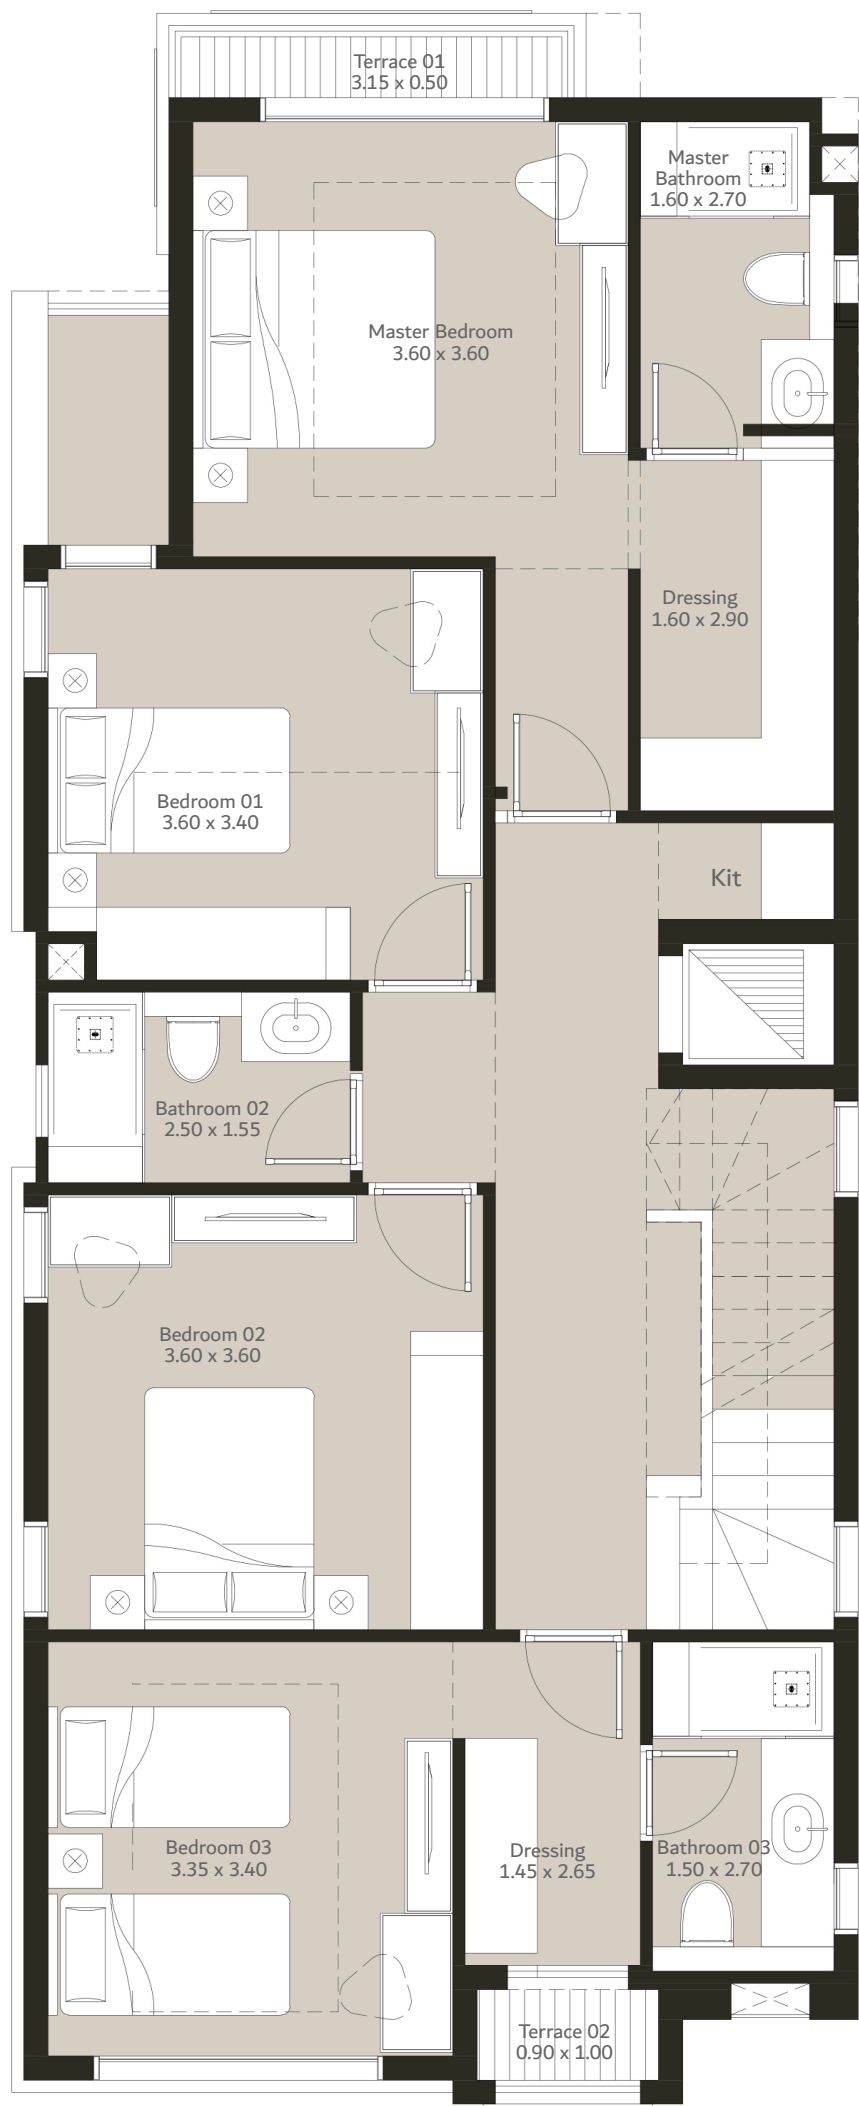 Terrace 01
3.15 x 0.50
Master
Bathroom
1.60 x 2.70
Master Bedroom
3.60 x 3.60
Dressing
1.60 x 2.90
Bedroom 01
3.60 x 3.40
Kit
Bathroom 02
2.50 x 1.55
Bedroom 02
3.60 x 3.60
Bedroom 03
3.35 x 3.40
Dressing
1.45 x 2.65
Bathroom 03
1.50 x 2.70
Terrace 02
0.90 x 1.00